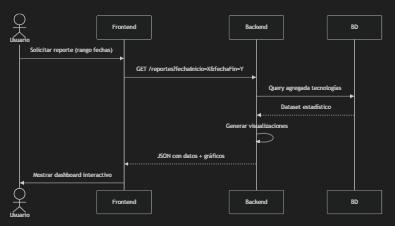 Usuario
Frontend
Backend
BD
Solicitar reporte (rango fechas)
GET /reportes?fechaInicio=X&fechaFin=Y
Query agregada tecnologías
Dataset estadístico
Generar visualizaciones
JSON con datos + gráficos
Mostrar dashboard interactivo
Usuario
Frontend
Backend
BD